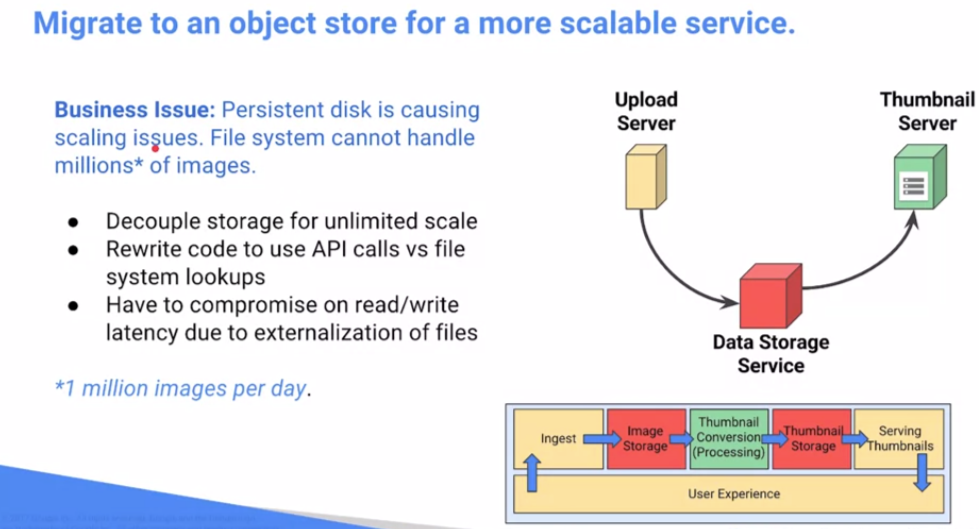 Migrate to an object store for a more scalable service.
Business Issue: Persistent disk is causing
scaling issues. File system cannot handle
millions* of images.
● Decouple storage for unlimited scale
● Rewrite code to use API calls vs file
system lookups
● Have to compromise on read/write
latency due to externalization of files
*1 million images per day.
Upload
Server
Thumbnail
Server
Data Storage
Service
Ingest
Image
Storage
Thumbnail
Conversion
(Processing)
Thumbnail
Storage
Serving
Thumbnails
User Experience